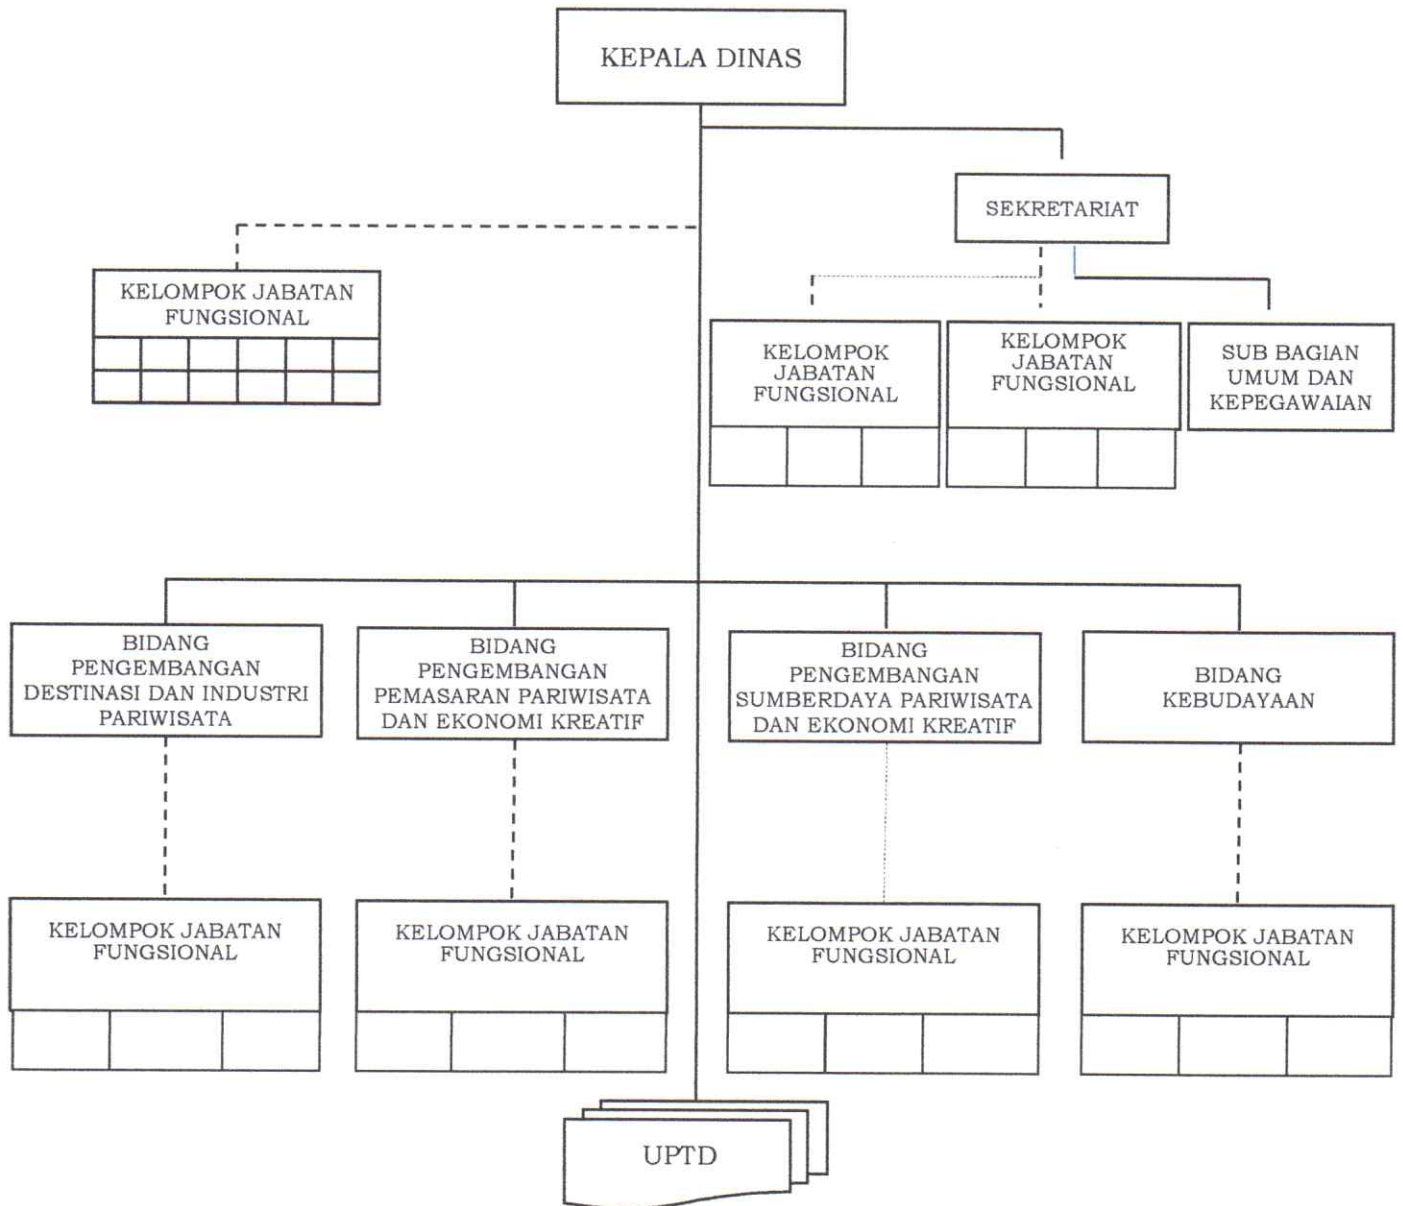 KEPALA DINAS
SEKRETARIAT
KELOMPOK JABATAN
FUNGSIONAL
KELOMPOK
JABATAN
FUNGSIONAL
KELOMPOK
JABATAN
FUNGSIONAL
SUB BAGIAN
UMUM DAN
KEPEGAWAIAN
BIDANG
PENGEMBANGAN
DESTINASI DAN INDUSTRI
PARIWISATA
BIDANG
PENGEMBANGAN
PEMASARAN PARIWISATA
DAN EKONOMI KREATIF
BIDANG
PENGEMBANGAN
SUMBERDAYA PARIWISATA
DAN EKONOMI KREATIF
BIDANG
KEBUDAYAAN
KELOMPOK JABATAN
FUNGSIONAL
KELOMPOK JABATAN
FUNGSIONAL
KELOMPOK JABATAN
FUNGSIONAL
KELOMPOK JABATAN
FUNGSIONAL
UPTD